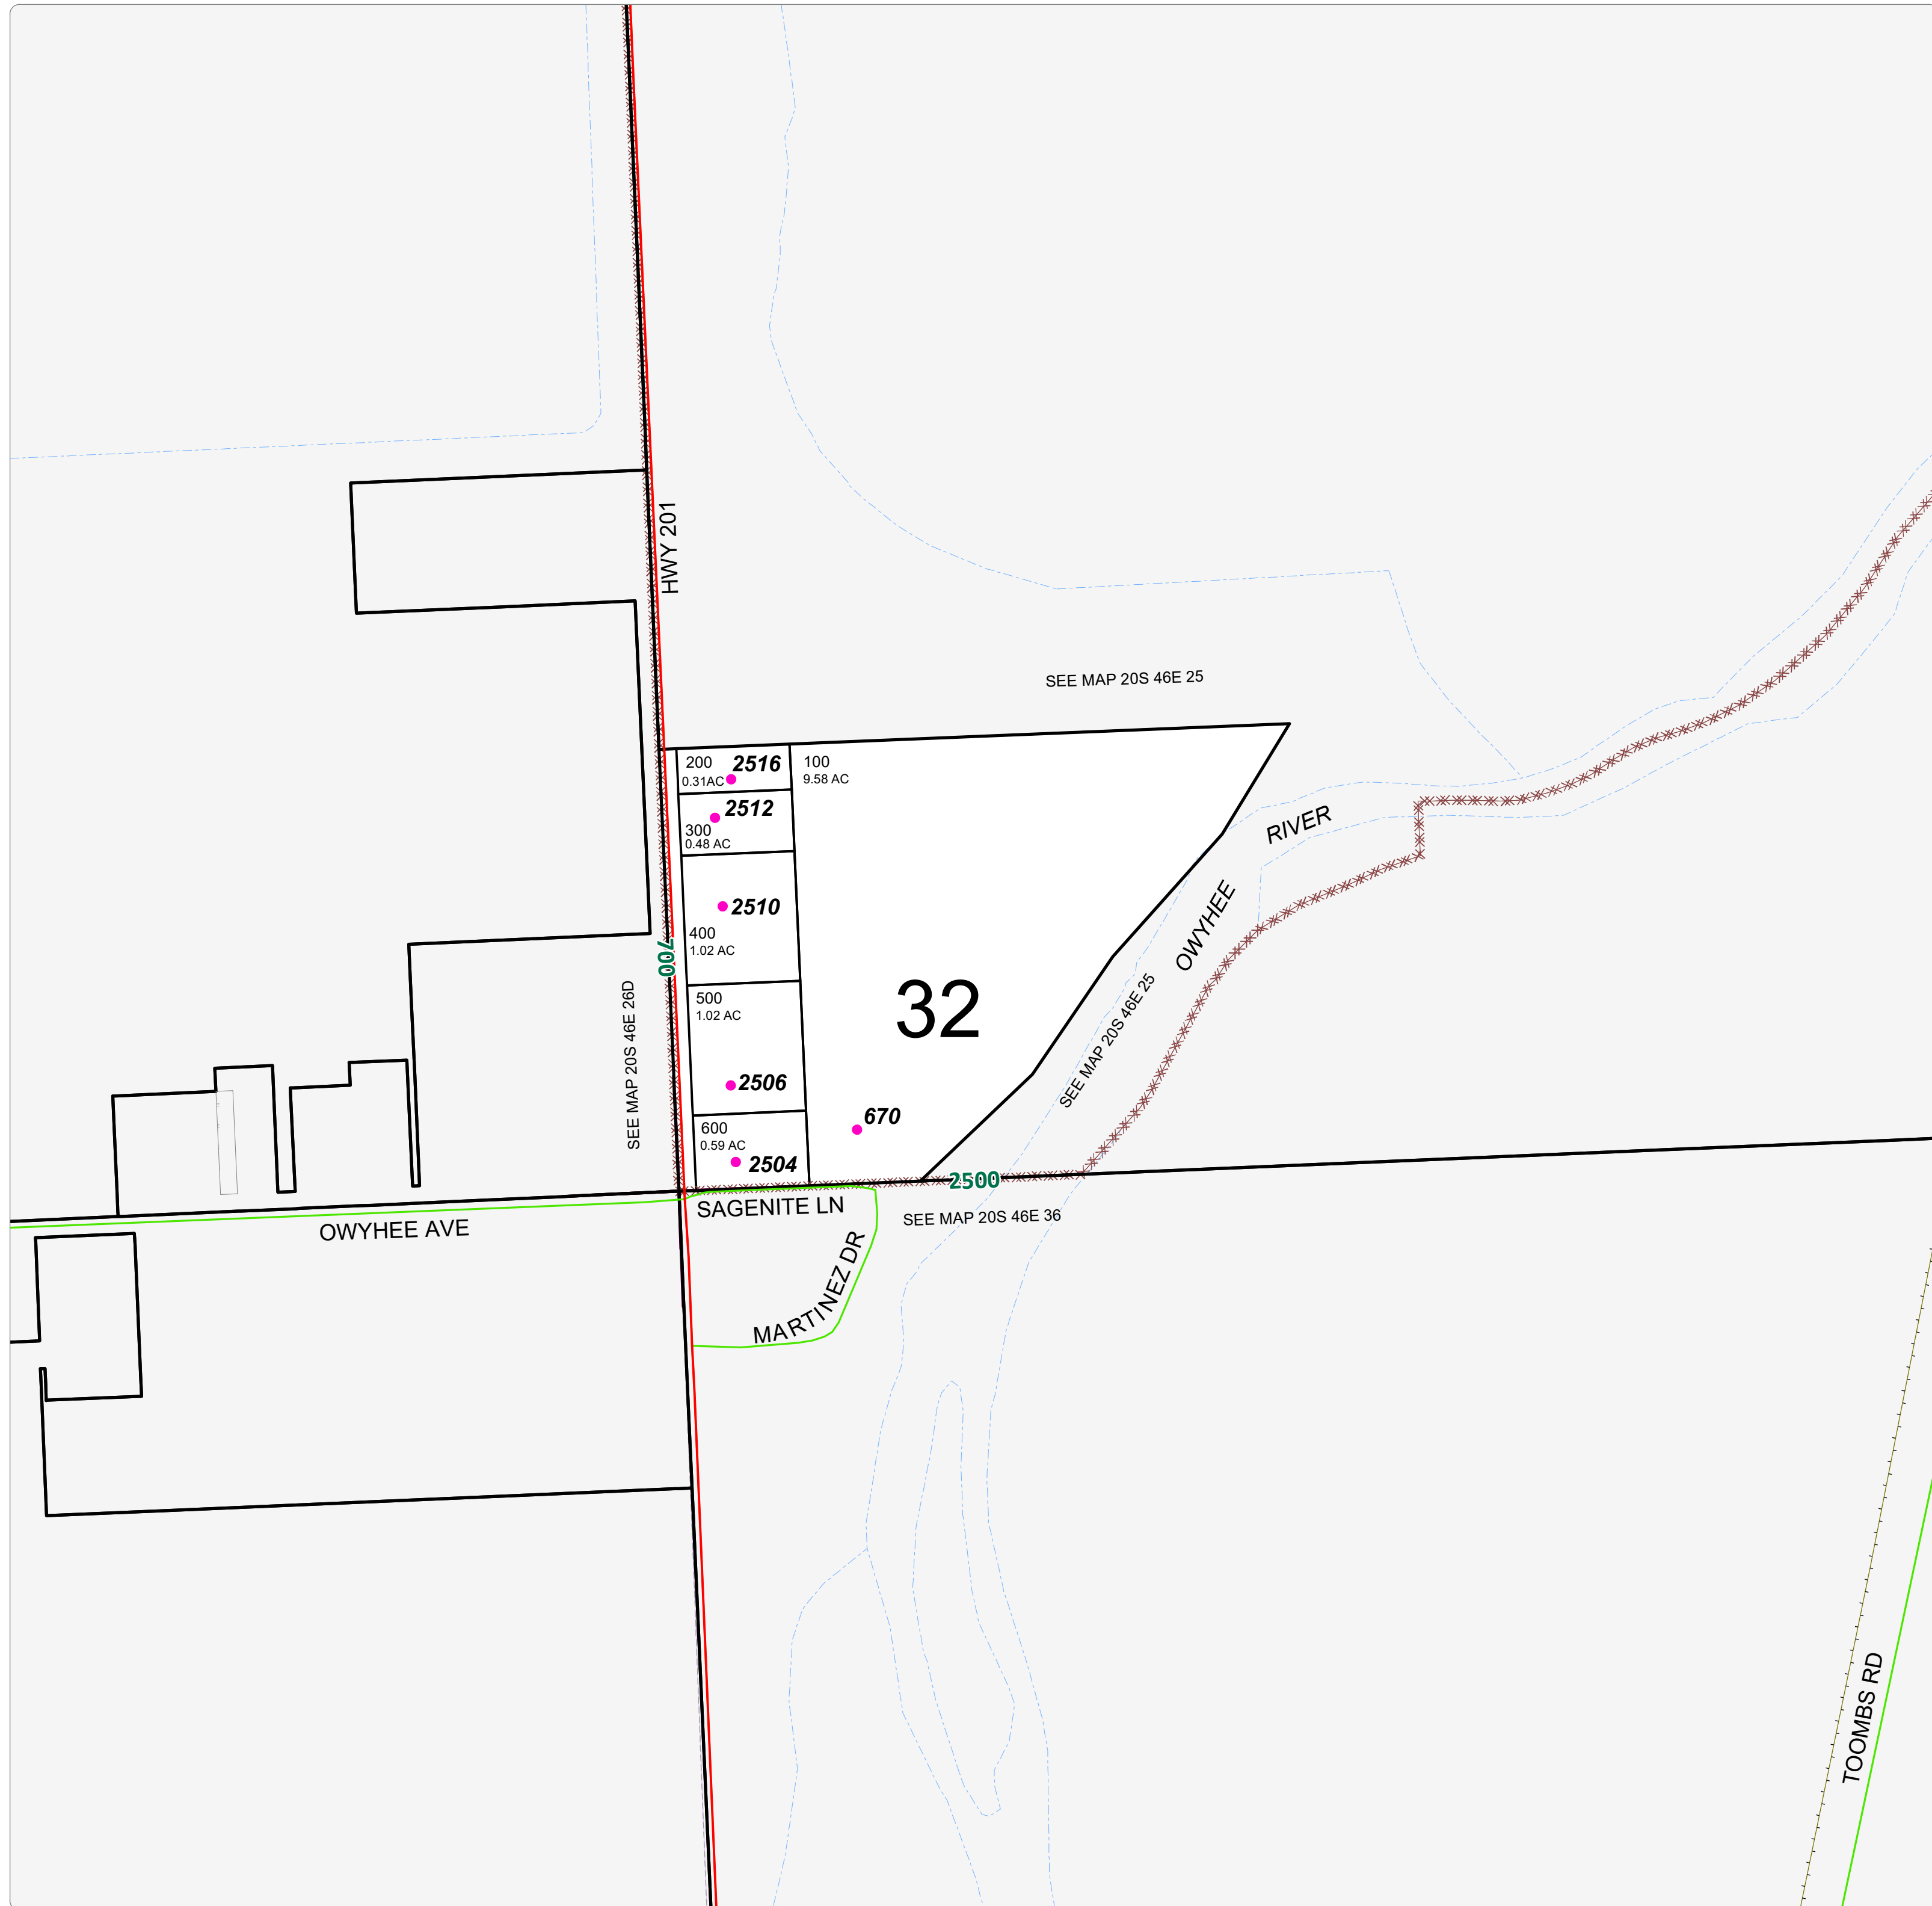 HWY 201
SEE MAP 20S 46E 25
200
2516
0.31AC
100
9.58 AC
2512
300
0.48 AC
RIVER
OWYHEE
2510
400
1.02 AC
700
SEE MAP 20S 46E 26D
500
1.02 AC
32
SEE MAP 20S 46E 25
2506
670
600
0.59 AC
2504
2500
SAGENITE LN
OWYHEE AVE
SEE MAP 20S 46E 36
MARTINEZ DR
TOOMBS RD